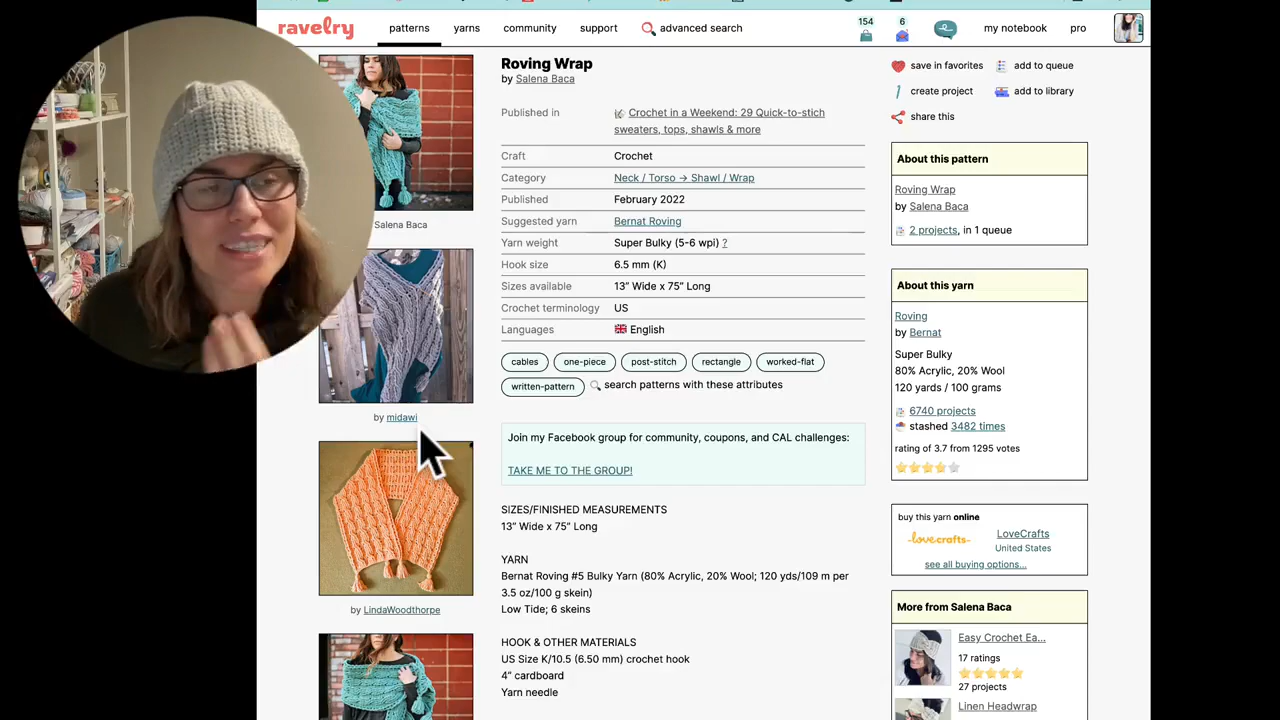 ravelry
patterns
yarns
community
support
advanced search
154
6
my notebook
pro
Salena Baca
by midawi
by LindaWoodthorpe
Roving Wrap
by Salena Baca
Published in
Crochet in a Weekend: 29 Quick-to-stich
sweaters, tops, shawls & more
Craft
Crochet
Category
Neck / Torso → Shawl / Wrap
Published
February 2022
Suggested yarn
Bernat Roving
Yarn weight
Super Bulky (5-6 wpi) ?
Hook size
6.5 mm (K)
Sizes available
13” Wide x 75” Long
Crochet terminology
US
Languages
English
cables
one-piece
post-stitch
rectangle
worked-flat
written-pattern
search patterns with these attributes
Join my Facebook group for community, coupons, and CAL challenges:
TAKE ME TO THE GROUP!
SIZES/FINISHED MEASUREMENTS
13” Wide x 75” Long
YARN
Bernat Roving #5 Bulky Yarn (80% Acrylic, 20% Wool; 120 yds/109 m per
3.5 oz/100 g skein)
Low Tide; 6 skeins
HOOK & OTHER MATERIALS
US Size K/10.5 (6.50 mm) crochet hook
4” cardboard
Yarn needle
save in favorites
add to queue
create project
add to library
share this
About this pattern
Roving Wrap
by Salena Baca
2 projects, in 1 queue
About this yarn
Roving
by Bernat
Super Bulky
80% Acrylic, 20% Wool
120 yards / 100 grams
6740 projects
stashed 3482 times
rating of 3.7 from 1295 votes
buy this yarn online
lovecrafts
LoveCrafts
United States
see all buying options...
More from Salena Baca
Easy Crochet Ea...
17 ratings
27 projects
Linen Headwrap